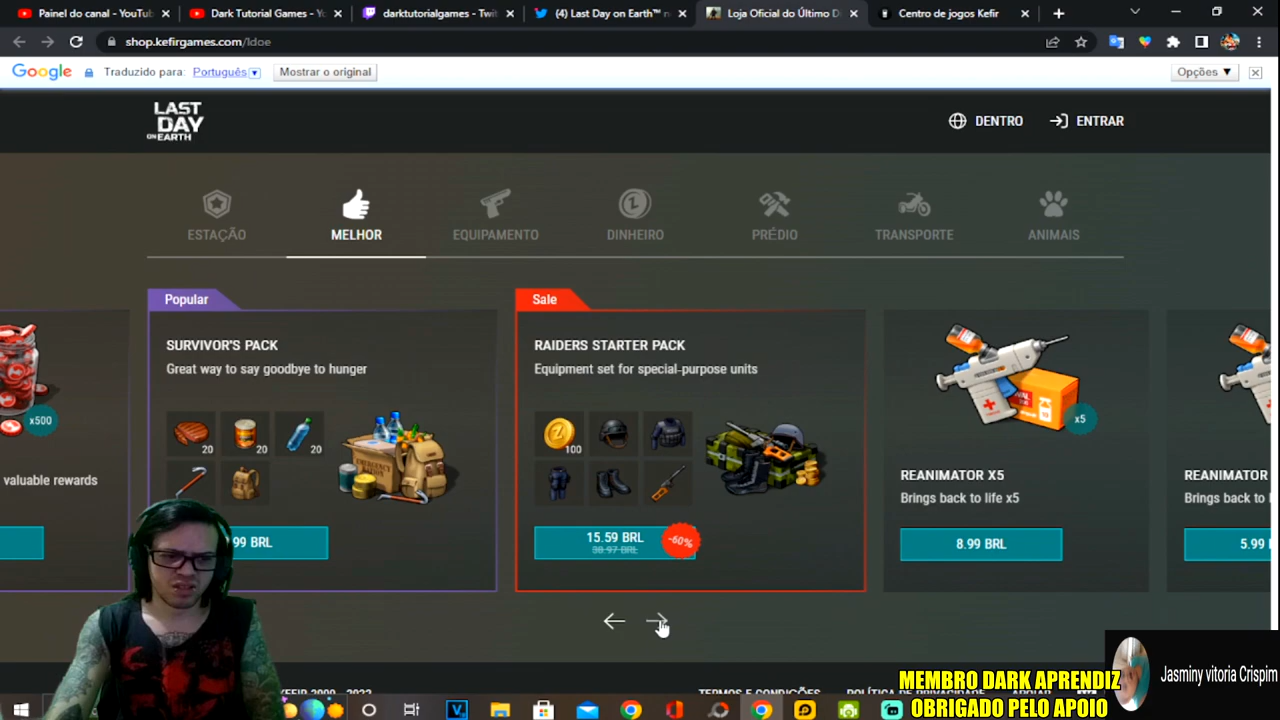 Painel do canal - YouTu
Dark Tutorial Games - Yo
darktutorialgames - Twit
(4) Last Day on Earth™ n
Loja Oficial do Último D
Centro de jogos Kefir
shop.kefirgames.com/ldoe
Google Traduzido para: Português Mostrar o original Opções
LAST DAY ON EARTH
DENTRO ENTRAR
ESTAÇÃO MELHOR EQUIPAMENTO DINHEIRO PRÉDIO TRANSPORTE ANIMAIS
x500
valuable rewards
Popular
SURVIVOR'S PACK
Great way to say goodbye to hunger
20 20 20
EMERGENCY
.99 BRL
Sale
RAIDERS STARTER PACK
Equipment set for special-purpose units
100
15.59 BRL
38.97 BRL
-60%
x5
REANIMATOR X5
Brings back to life x5
8.99 BRL
REANIMATOR
Brings back to l
5.99
TERMOS E CONDIÇÕES POLÍTICA DE PRIVACIDADE APOIAR
MEMBRO DARK APRENDIZ
OBRIGADO PELO APOIO
Jasminy vitoria Crispim